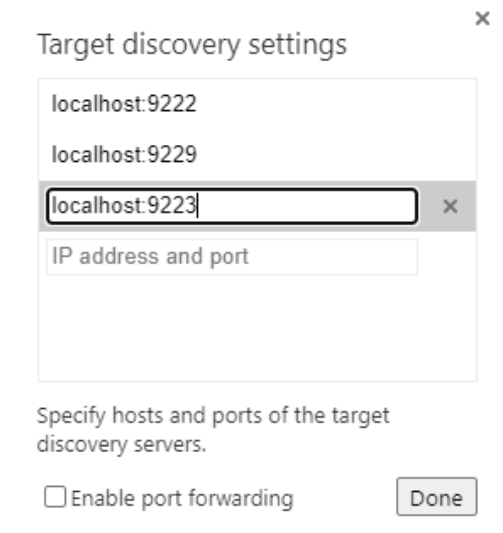 Target discovery settings
localhost:9222
localhost:9229
localhost:9223
IP address and port
Specify hosts and ports of the target
discovery servers.
Enable port forwarding
Done